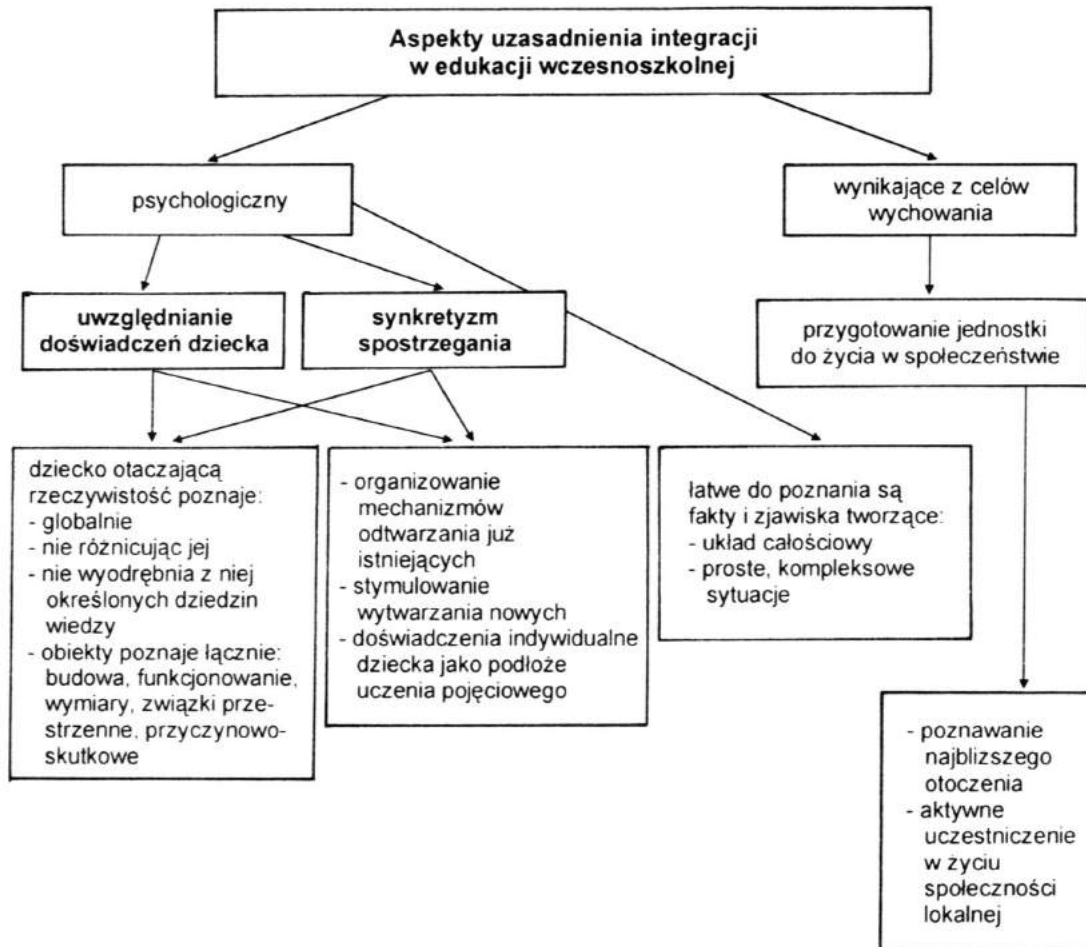 Aspekty uzasadnienia integracji
w edukacji wczesnoszkolnej
psychologiczny
wynikające z celów
wychowania
uwzględnianie
doświadczeń dziecka
synkretyzm
spostrzegania
przygotowanie jednostki
do życia w społeczeństwie
dziecko otaczającą
rzeczywistość poznaje:
- globalnie
- nie różnicując jej
- nie wyodrębnia z niej
określonych dziedzin
wiedzy
- obiekty poznaje łącznie:
budowa, funkcjonowanie,
wymiary, związki prze-
strzenne, przyczynowo-
skutkowe
- organizowanie
mechanizmów
odtwarzania już
istniejących
- stymulowanie
wytwarzania nowych
- doświadczenia indywidualne
dziecka jako podłoże
uczenia pojęciowego
łatwe do poznania są
fakty i zjawiska tworzące:
- układ całościowy
- proste, kompleksowe
sytuacje
- poznawanie
najblizszego
otoczenia
- aktywne
uczestniczenie
w życiu
społeczności
lokalnej